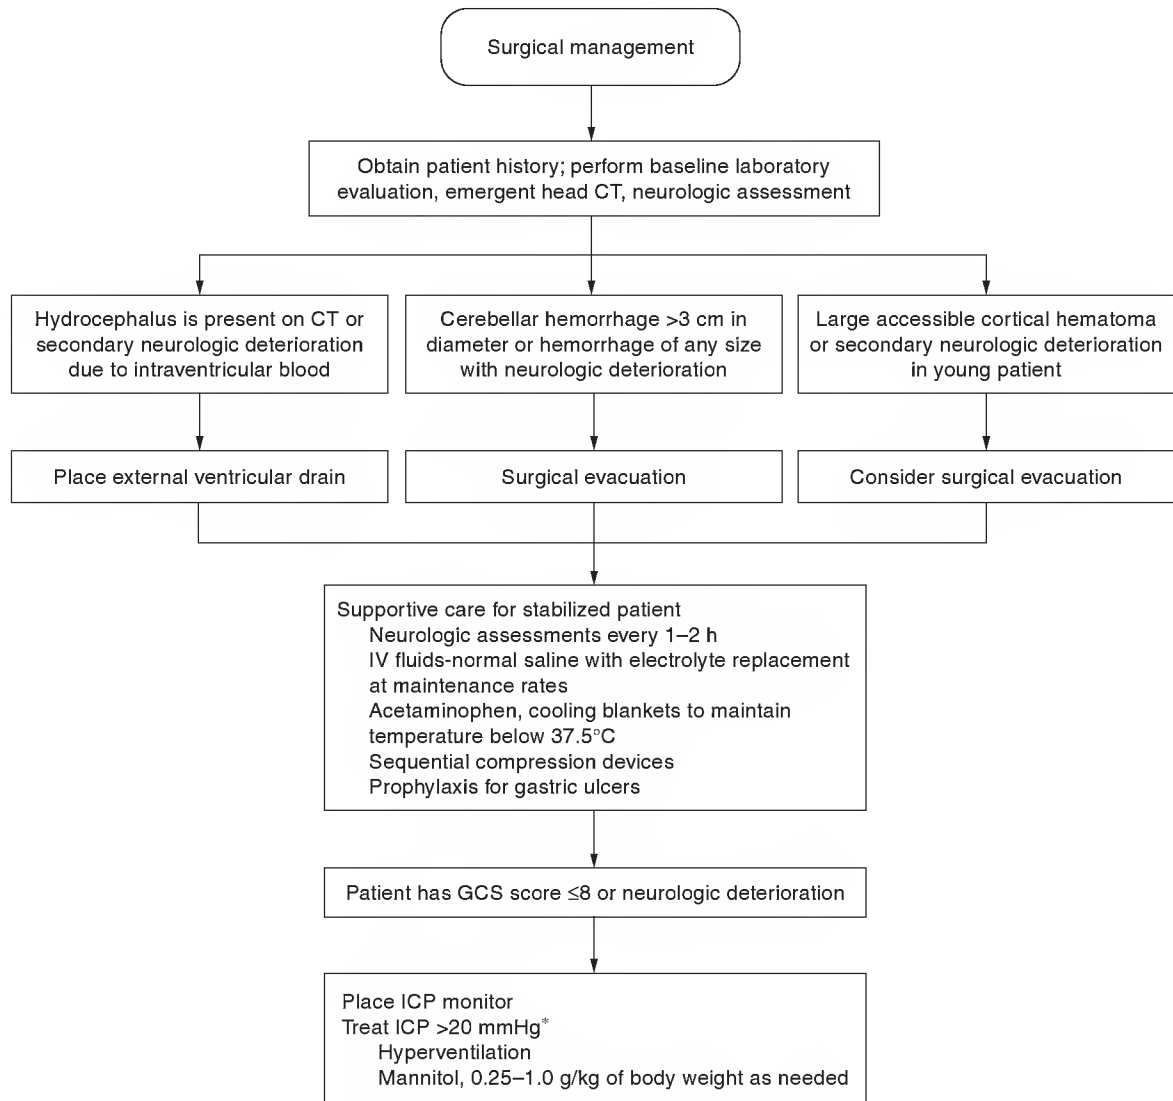 Surgical management
Obtain patient history; perform baseline laboratory
evaluation, emergent head CT, neurologic assessment
Hydrocephalus is present on CT or
secondary neurologic deterioration
due to intraventricular blood
Cerebellar hemorrhage >3 cm in
diameter or hemorrhage of any size
with neurologic deterioration
Large accessible cortical hematoma
or secondary neurologic deterioration
in young patient
Place external ventricular drain
Surgical evacuation
Consider surgical evacuation
Supportive care for stabilized patient
Neurologic assessments every 1–2 h
IV fluids-normal saline with electrolyte replacement
at maintenance rates
Acetaminophen, cooling blankets to maintain
temperature below 37.5°C
Sequential compression devices
Prophylaxis for gastric ulcers
Patient has GCS score ≤8 or neurologic deterioration
Place ICP monitor
Treat ICP >20 mmHg*
Hyperventilation
Mannitol, 0.25–1.0 g/kg of body weight as needed